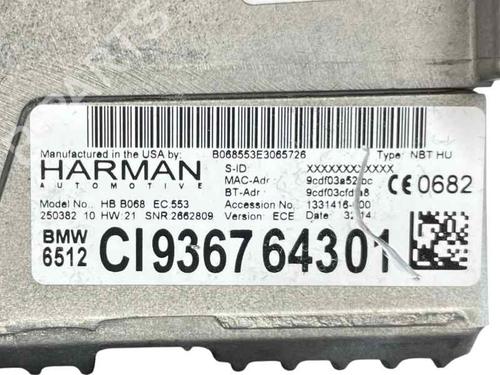 Manufactured in the USA by: B068553E3065726 Type: NBT HU
HARMAN
AUTOMOTIVE
S-ID: XXXXXXXXXXXXX
MAC-Adr
BT-Adr
CE 0682
Model No.: HB B068 EC 553 Accession No.
250382 10 HW:21 SNR 2662809 Version: ECE Date:
BMW
6512
CI936764301
PARTS